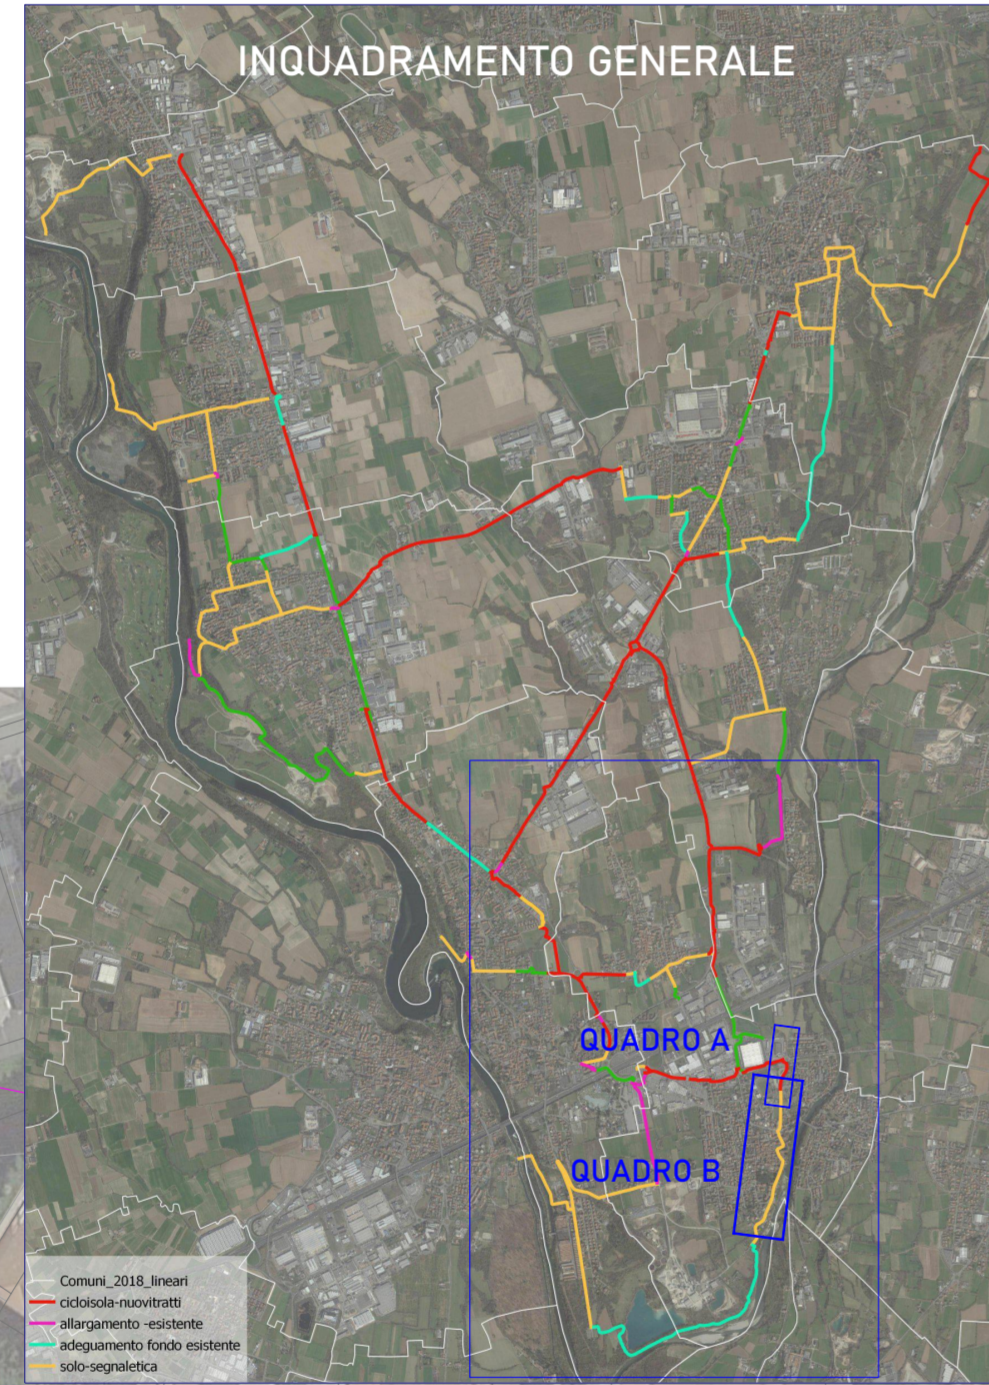 INQUADRAMENTO GENERALE
QUADRO A
QUADRO B
Comuni_2018_lineari
cicloisola-nuovitratti
allargamento -esistente
adeguamento fondo esistente
solo-segnaletica